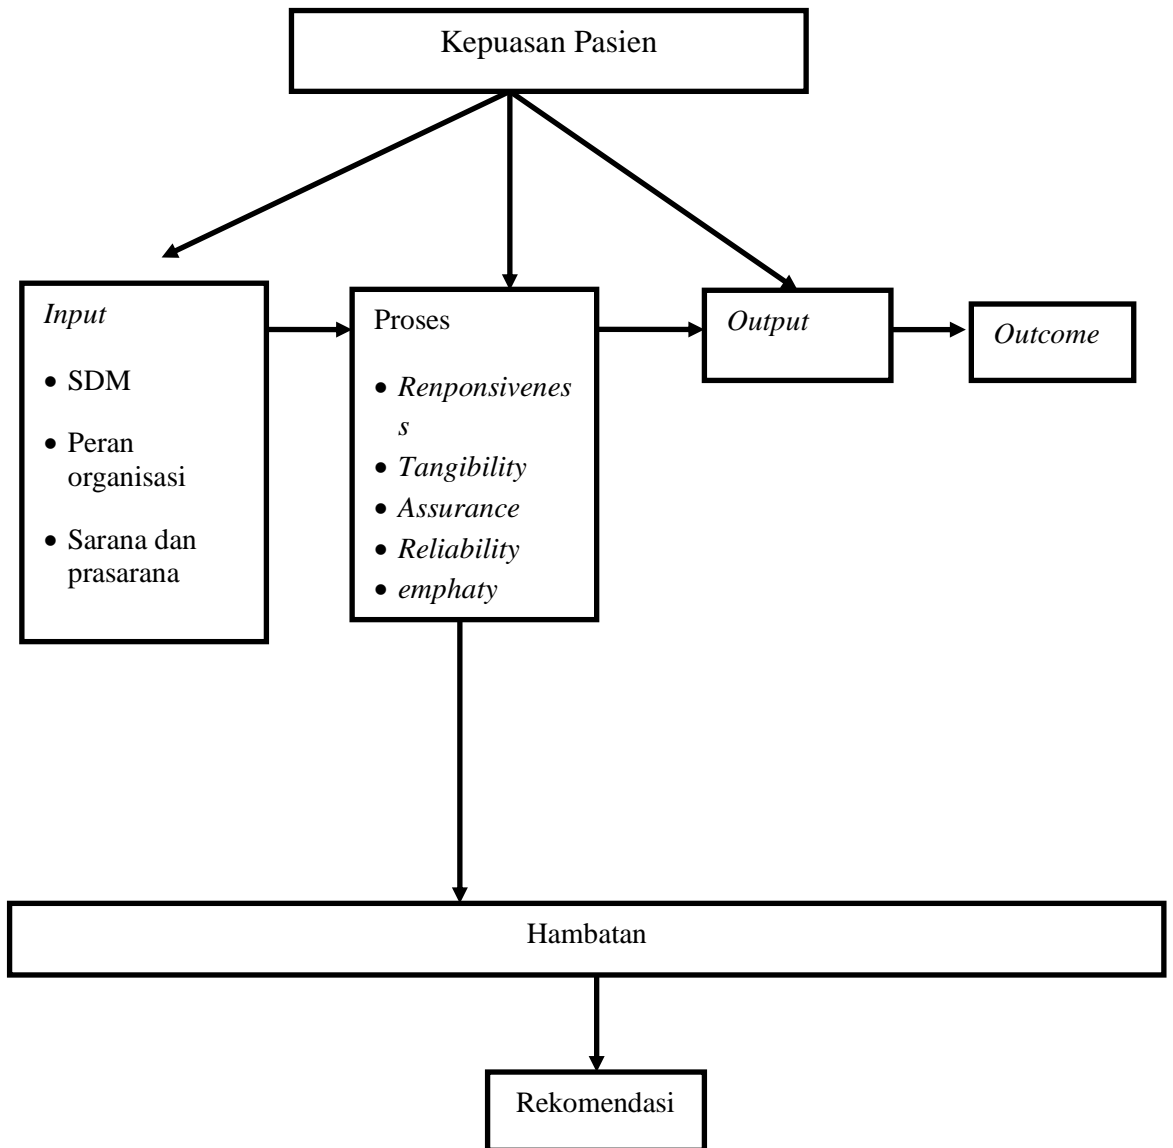 Kepuasan Pasien
Input
• SDM
• Peran
organisasi
• Sarana dan
prasarana
Proses
• Renponsivenes
s
• Tangibility
• Assurance
• Reliability
• emphaty
Output
Outcome
Hambatan
Rekomendasi